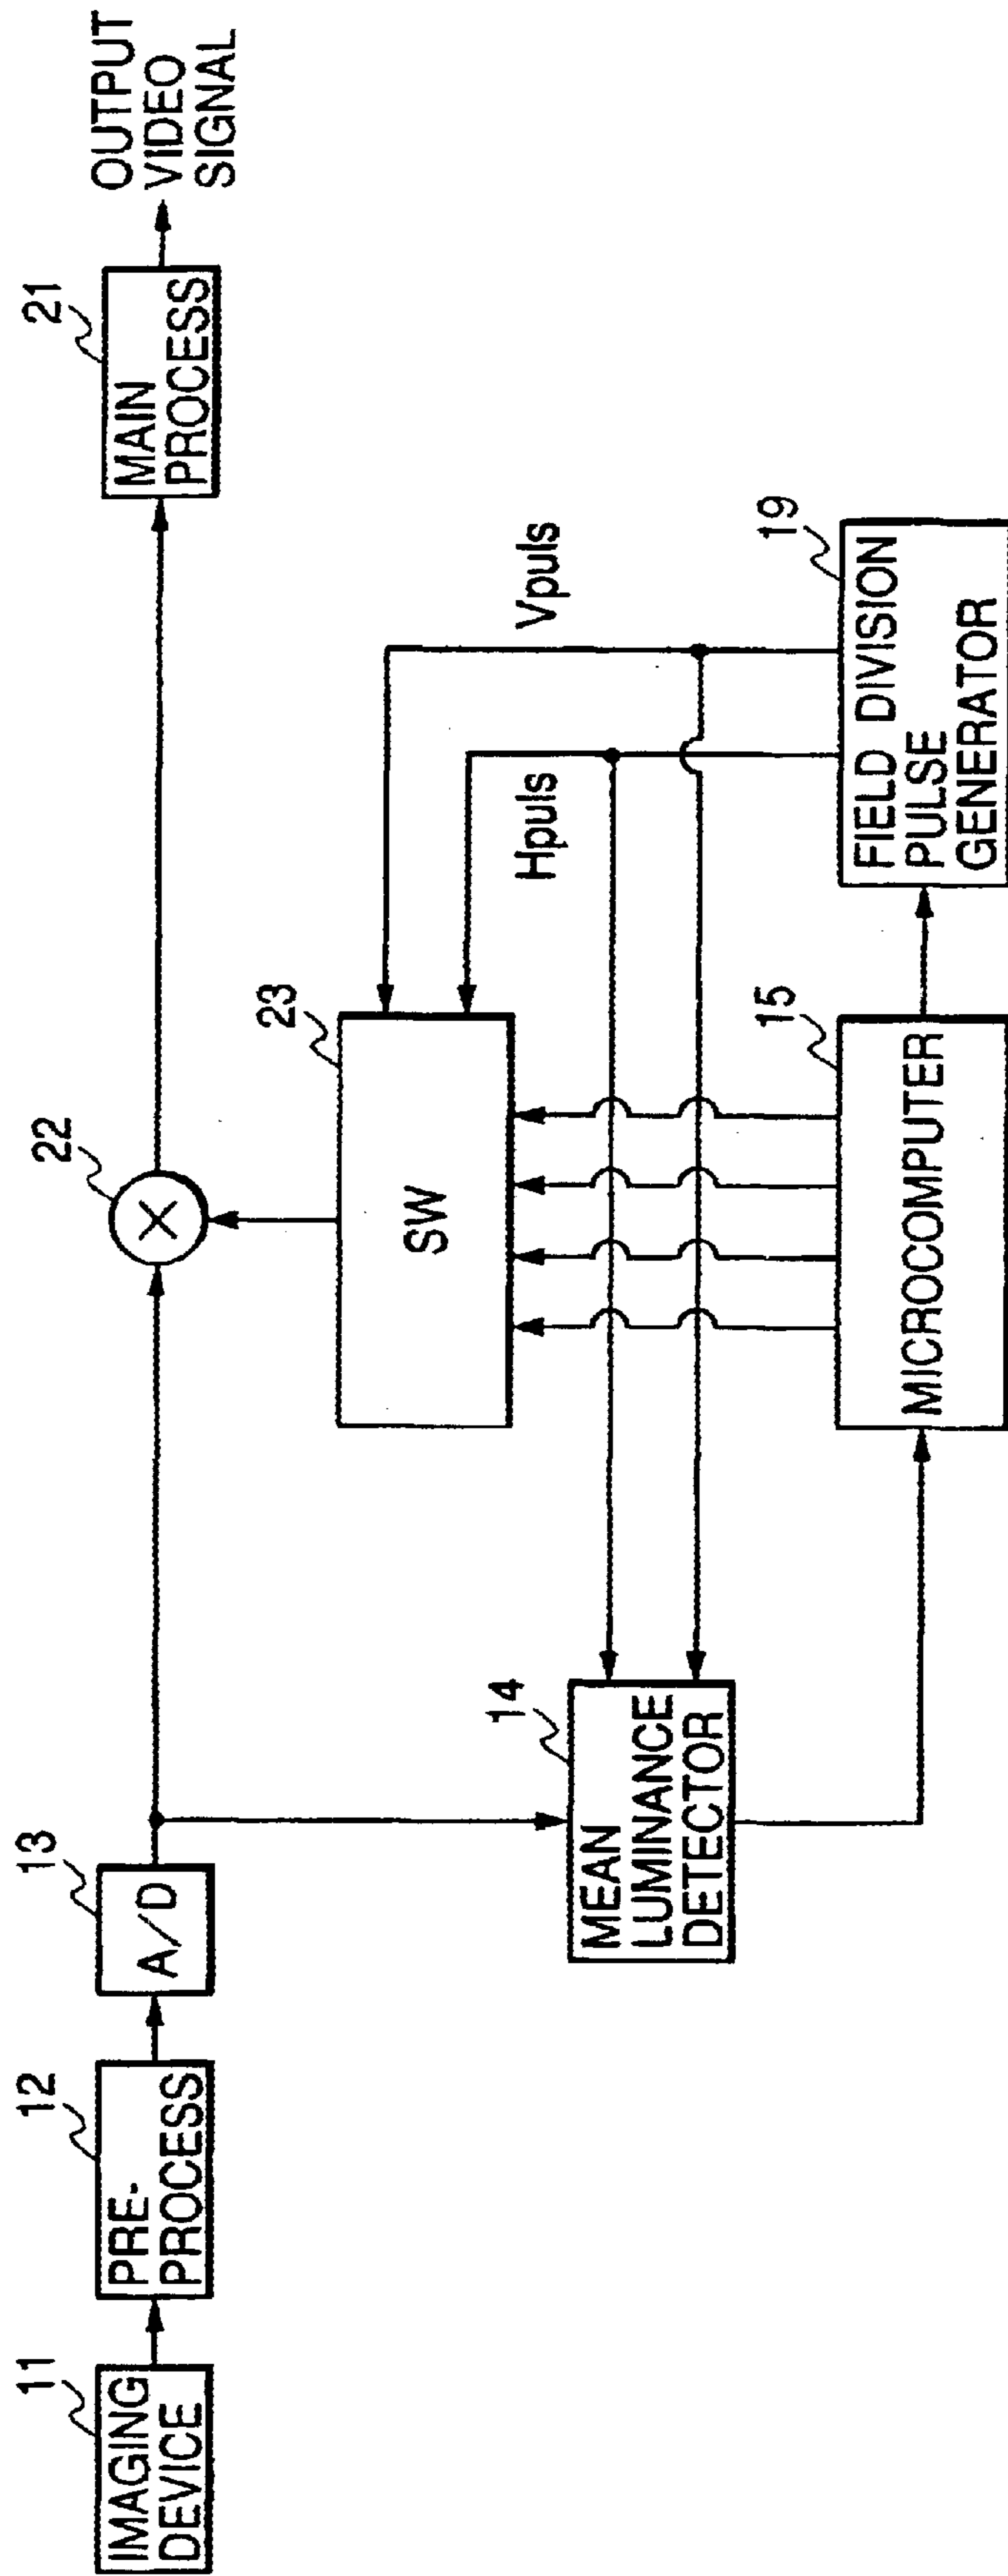 11
IMAGING
DEVICE
12
PRE-
PROCESS
13
A/D
22
×
21
MAIN
PROCESS
OUTPUT
VIDEO
SIGNAL
14
MEAN
LUMINANCE
DETECTOR
23
SW
Hpuls
Vpuls
15
MICROCOMPUTER
19
FIELD DIVISION
PULSE
GENERATOR